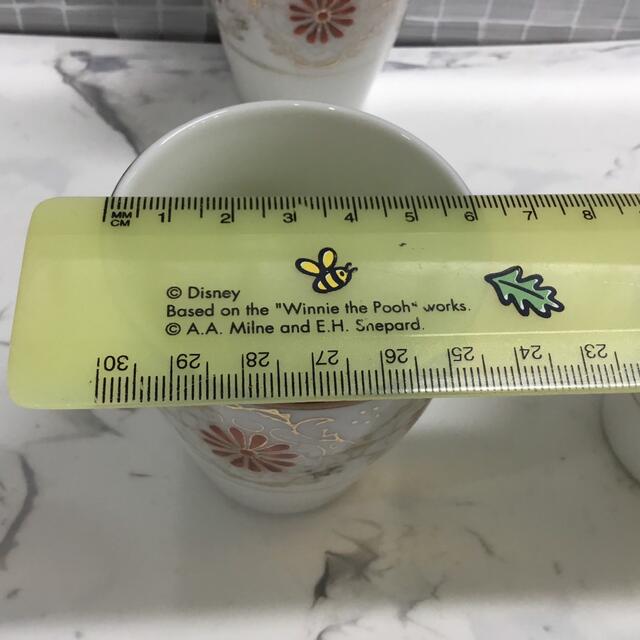 MM 1 2 3 4 5 6 7 8
CM
© Disney
Based on the "Winnie the Pooh" works.
© A.A. Milne and E.H. Shepard.
30 29 28 27 26 25 24 23